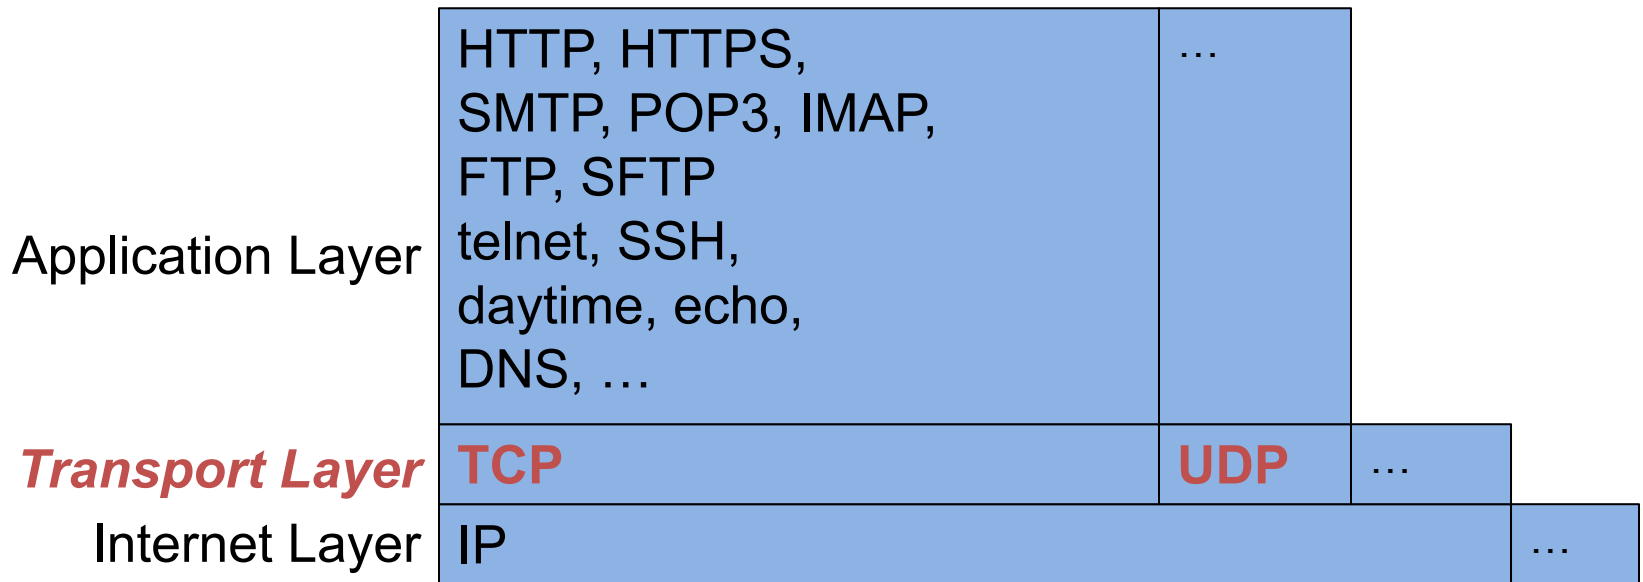 HTTP, HTTPS,
…
SMTP, POP3, IMAP,
FTP, SFTP
Application Layer
telnet, SSH,
daytime, echo,
DNS, …
Transport Layer
TCP
UDP
…
Internet Layer
IP
…